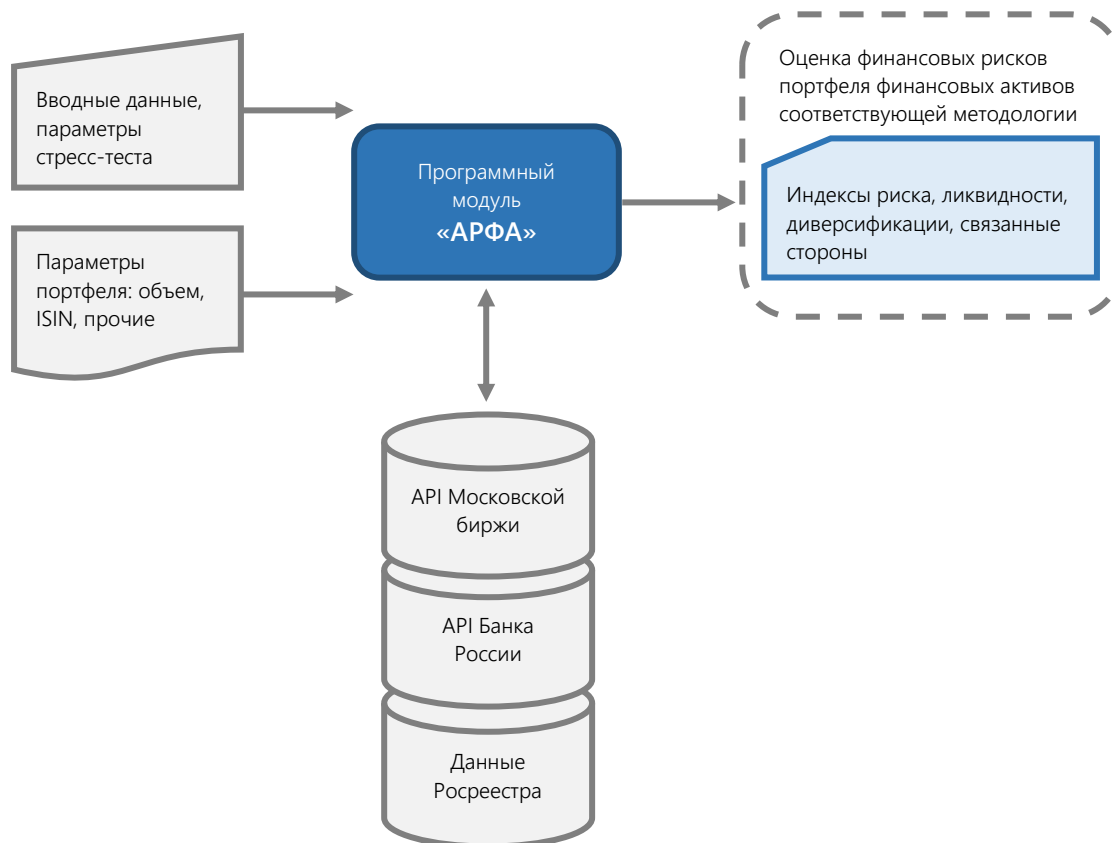 Вводные данные,
параметры
стресс-теста
Параметры
портфеля: объем,
ISIN, прочие
Программный
модуль
«АРФА»
Оценка финансовых рисков
портфеля финансовых активов
соответствующей методологии
Индексы риска, ликвидности,
диверсификации, связанные
стороны
API Московской
биржи
API Банка
России
Данные
Росреестра